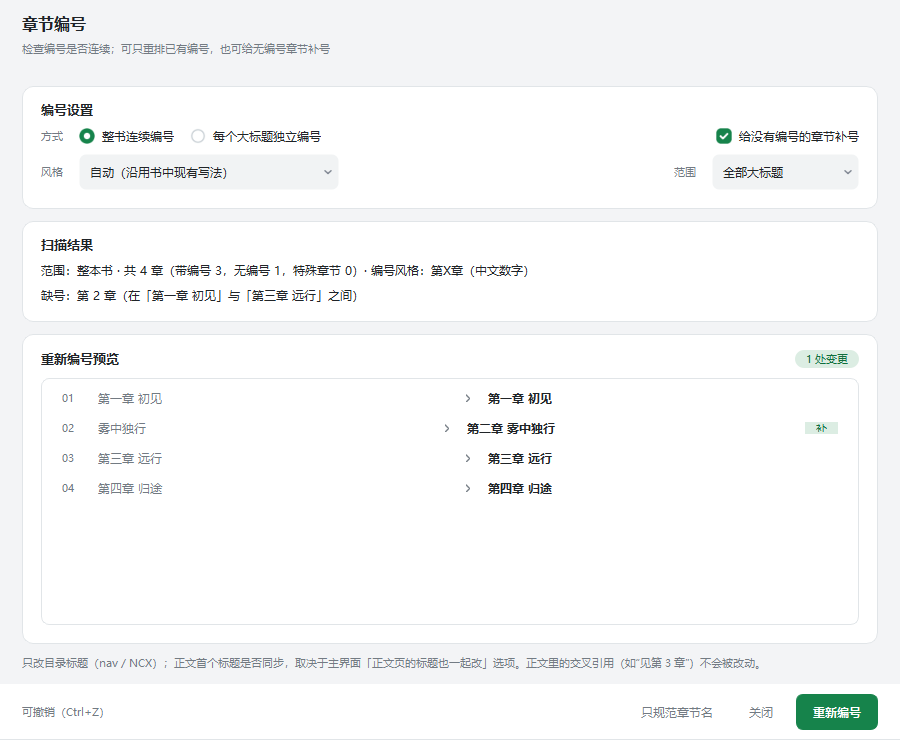 章节编号
检查编号是否连续；可只重排已有编号，也可给无编号章节补号
编号设置
方式 整书连续编号 每个大标题独立编号 给没有编号的章节补号
风格 自动（沿用书中现有写法） 范围 全部大标题
扫描结果
范围：整本书 · 共 4 章（带编号 3，无编号 1，特殊章节 0）· 编号风格：第X章（中文数字）
缺号：第 2 章（在「第一章 初见」与「第三章 远行」之间）
重新编号预览 1 处变更
01 第一章 初见 › 第一章 初见
02 雾中独行 › 第二章 雾中独行 补
03 第三章 远行 › 第三章 远行
04 第四章 归途 › 第四章 归途
只改目录标题（nav / NCX）；正文首个标题是否同步，取决于主界面「正文页的标题也一起改」选项。正文里的交叉引用（如“见第 3 章”）不会被改动。
可撤销（Ctrl+Z） 只规范章节名 关闭 重新编号